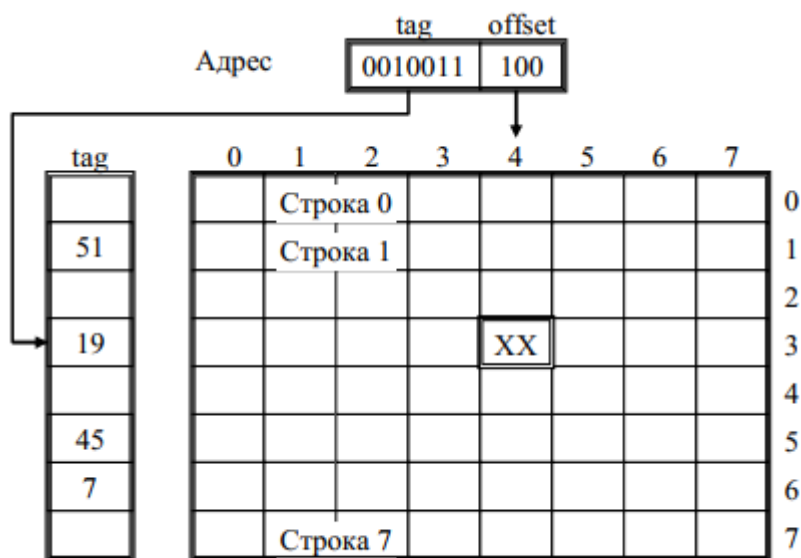 tag offset
Адрес 0010011 100
tag 0 1 2 3 4 5 6 7
Строка 0 0
51 Строка 1 1
2
19 XX 3
4
45 5
7 6
Строка 7 7